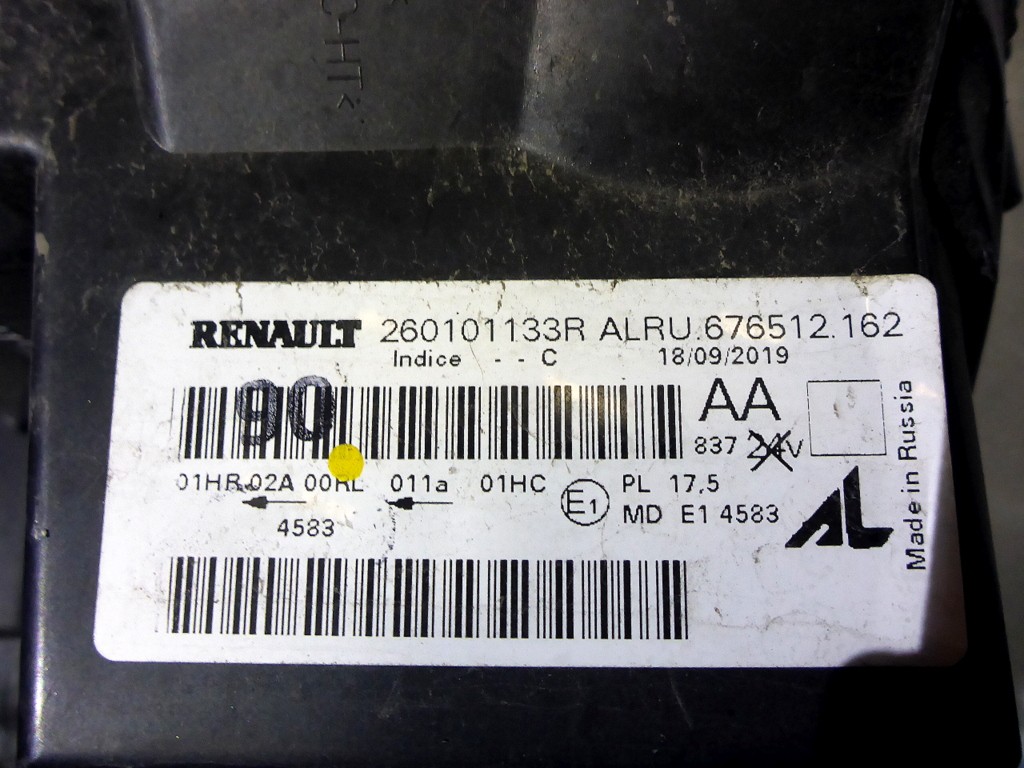 -HT<
RENAULT 260101133R ALRU.676512.162
Indice - - C 18/09/2019
90
AA
837 24V
01HR 02A 00RL 011a 01HC
4583
E1
PL 17,5
MD E1 4583
AL
Made in Russia